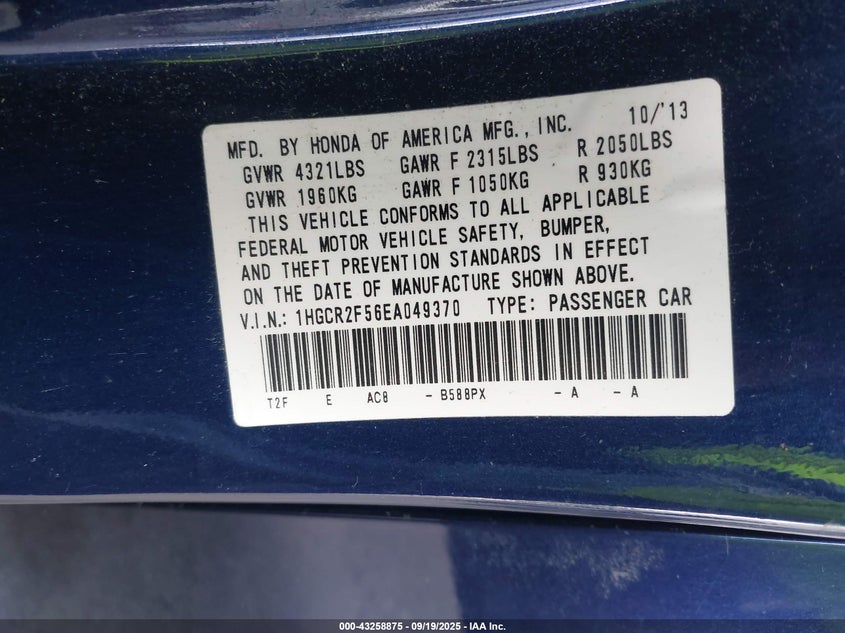 MFD. BY HONDA OF AMERICA MFG., INC. 10/'13
GVWR 4321LBS GAWR F 2315LBS R 2050LBS
GVWR 1960KG GAWR F 1050KG R 930KG
THIS VEHICLE CONFORMS TO ALL APPLICABLE
FEDERAL MOTOR VEHICLE SAFETY, BUMPER,
AND THEFT PREVENTION STANDARDS IN EFFECT
ON THE DATE OF MANUFACTURE SHOWN ABOVE.
V.I.N.: 1HGCR2F56EA049370 TYPE: PASSENGER CAR
T2F E AC8 - B588PX - A - A
000-43258875 - 09/19/2025 - IAA Inc.